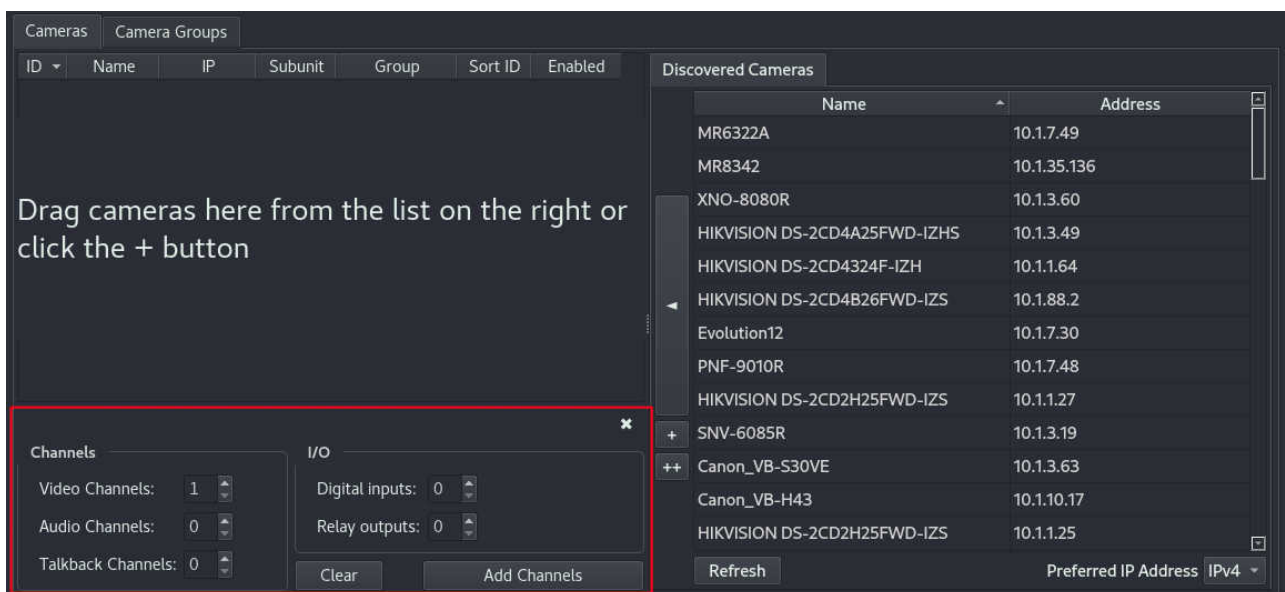 Cameras Camera Groups
ID Name IP Subunit Group Sort ID Enabled
Drag cameras here from the list on the right or
click the + button
Discovered Cameras
Name Address
MR6322A 10.1.7.49
MR8342 10.1.35.136
XNO-8080R 10.1.3.60
HIKVISION DS-2CD4A25FWD-IZHS 10.1.3.49
HIKVISION DS-2CD4324F-IZH 10.1.1.64
HIKVISION DS-2CD4B26FWD-IZS 10.1.88.2
Evolution12 10.1.7.30
PNF-9010R 10.1.7.48
HIKVISION DS-2CD2H25FWD-IZS 10.1.1.27
+ SNV-6085R 10.1.3.19
++ Canon_VB-S30VE 10.1.3.63
Canon_VB-H43 10.1.10.17
HIKVISION DS-2CD2H25FWD-IZS 10.1.1.25
Refresh Preferred IP Address IPv4
Channels
Video Channels: 1
Audio Channels: 0
Talkback Channels: 0
I/O
Digital inputs: 0
Relay outputs: 0
Clear Add Channels